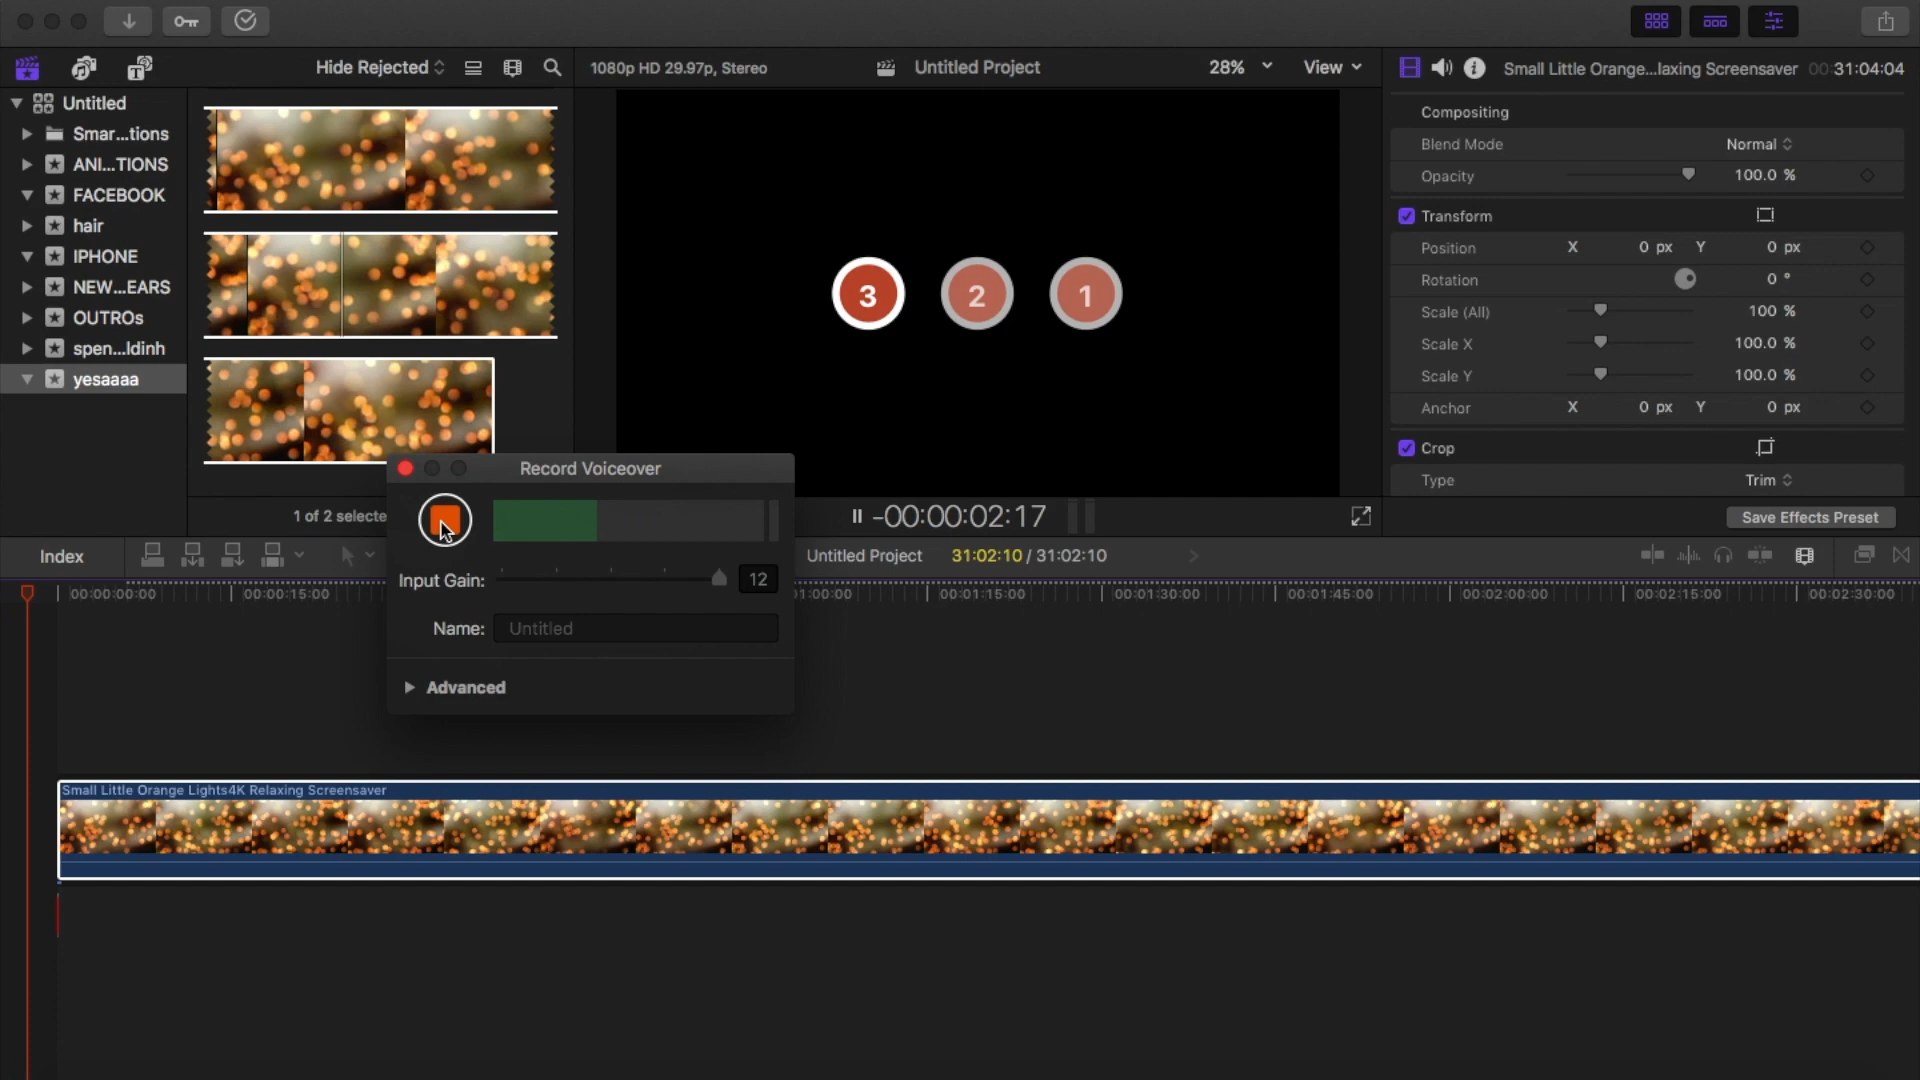 Hide Rejected
1080p HD 29.97p, Stereo
Untitled Project
28%
View
Small Little Orange...laxing Screensaver
00:31:04:04
Untitled
Smar...tions
ANI...TIONS
FACEBOOK
hair
IPHONE
NEW...EARS
OUTROs
spen...ldinh
yesaaaa
1 of 2 selecte
3
2
1
-00:00:02:17
Compositing
Blend Mode
Normal
Opacity
100.0 %
Transform
Position
X
0 px
Y
0 px
Rotation
0 °
Scale (All)
100 %
Scale X
100.0 %
Scale Y
100.0 %
Anchor
X
0 px
Y
0 px
Crop
Type
Trim
Save Effects Preset
Record Voiceover
Input Gain:
12
Name:
Untitled
Advanced
Index
Untitled Project
31:02:10 / 31:02:10
00:00:00:00
00:00:15:00
01:00:00
00:01:15:00
00:01:30:00
00:01:45:00
00:02:00:00
00:02:15:00
00:02:30:00
Small Little Orange Lights4K Relaxing Screensaver